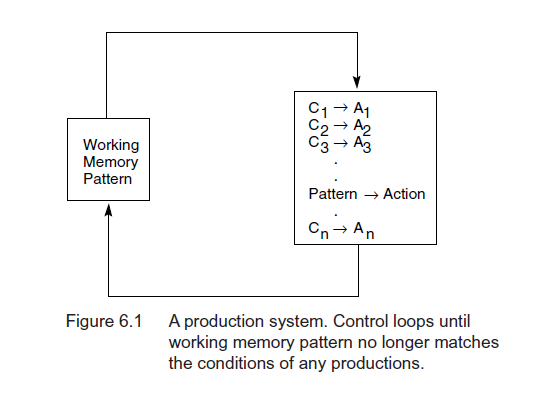 Working
Memory
Pattern
C1 → A1
C2 → A2
C3 → A3
.
.
Pattern → Action
.
Cn → An
Figure 6.1 A production system. Control loops until
working memory pattern no longer matches
the conditions of any productions.